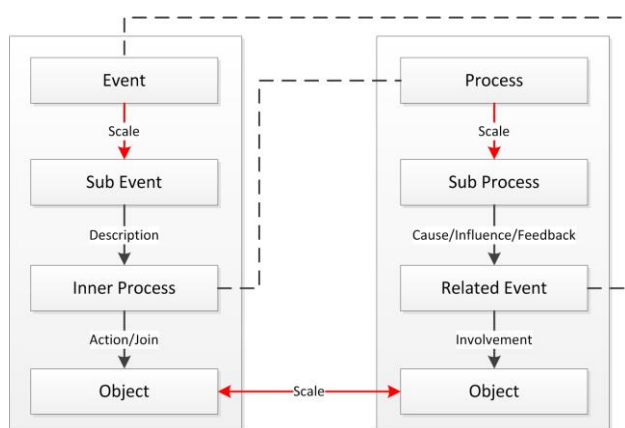 Event
Process
Scale
Scale
Sub Event
Sub Process
Description
Cause/Influence/Feedback
Inner Process
Related Event
Action/Join
Involvement
Object
Scale
Object